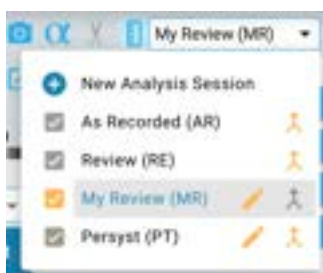 α My Review (MR)
New Analysis Session
As Recorded (AR)
Review (RE)
My Review (MR)
Persyst (PT)